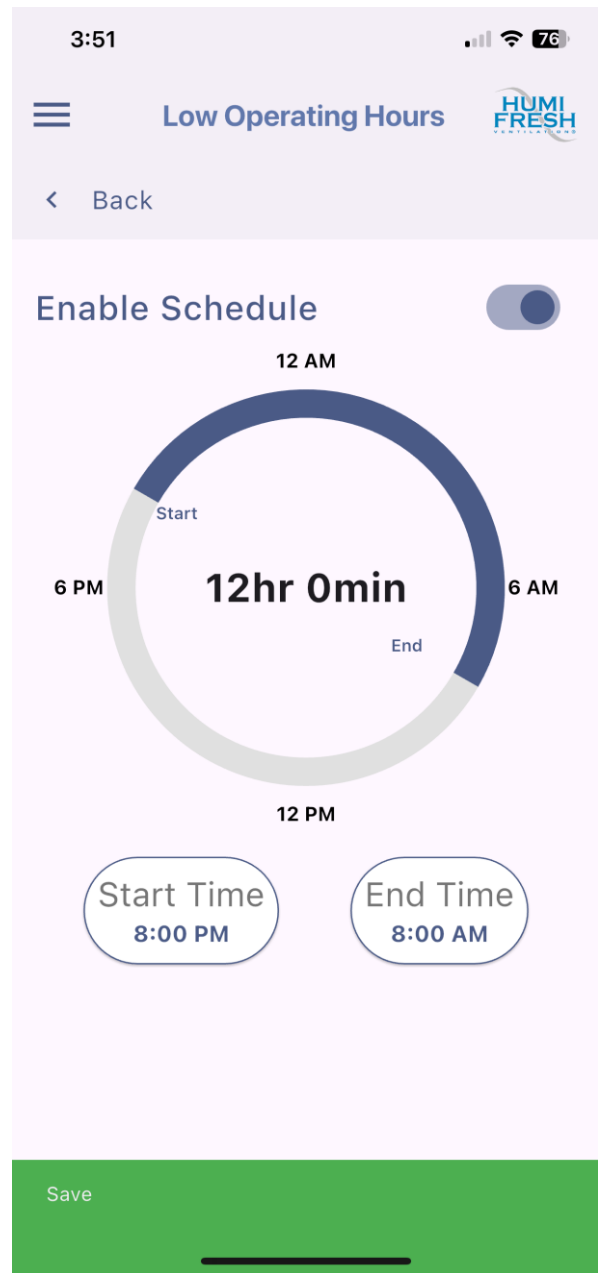 3:51
76
Low Operating Hours
HUMI
FRESH
VENTILATIONS
Back
Enable Schedule
12 AM
Start
6 PM
12hr 0min
6 AM
End
12 PM
Start Time
8:00 PM
End Time
8:00 AM
Save